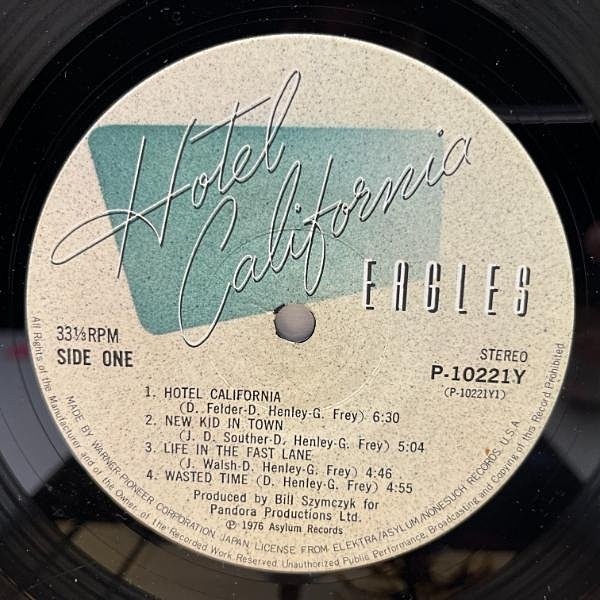 Hotel
California
EAGLES
33⅓RPM
SIDE ONE
STEREO
P-10221Y
(P-10221Y1)
1. HOTEL CALIFORNIA
(D. Felder-D. Henley-G. Frey) 6:30
2. NEW KID IN TOWN
(J. D. Souther-D. Henley-G. Frey) 5:04
3. LIFE IN THE FAST LANE
(J. Walsh-D. Henley-G. Frey) 4:46
4. WASTED TIME (D. Henley-G. Frey) 4:55
Produced by Bill Szymczyk for
Pandora Productions Ltd.
℗ 1976 Asylum Records
MADE BY WARNER-PIONEER CORPORATION JAPAN LICENSE FROM ELEKTRA/ASYLUM/NONESUCH RECORDS, U.S.A.
All Rights of the Manufacturer and of the Owner of the Recorded Work Reserved. Unauthorized Public Performance, Broadcasting and Copying of this Record Prohibited.